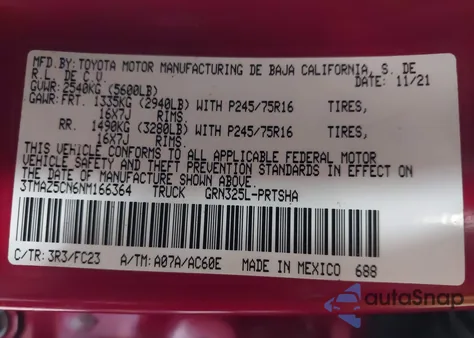 MFD.BY:TOYOTA MOTOR MANUFACTURING DE BAJA CALIFORNIA, S. DE
R.L. DE C.V. 11/21
GVWR: 2540KG (5600LB)
GAWR:FRT. 1335KG (2940LB) WITH P245/75R16 TIRES,
16X7J RIMS.
RR. 1490KG (3280LB) WITH P245/75R16 TIRES,
16X7J RIMS.
THIS VEHICLE CONFORMS TO ALL APPLICABLE FEDERAL MOTOR
VEHICLE SAFETY AND THEFT PREVENTION STANDARDS IN EFFECT ON
THE DATE OF MANUFACTURE SHOWN ABOVE.
3TMAZ5CN6NM166364 TRUCK GRN325L-PRTSHA
C/TR: 3R3/FC23 A/TM: A07A/AC60E MADE IN MEXICO 688
autoSnap